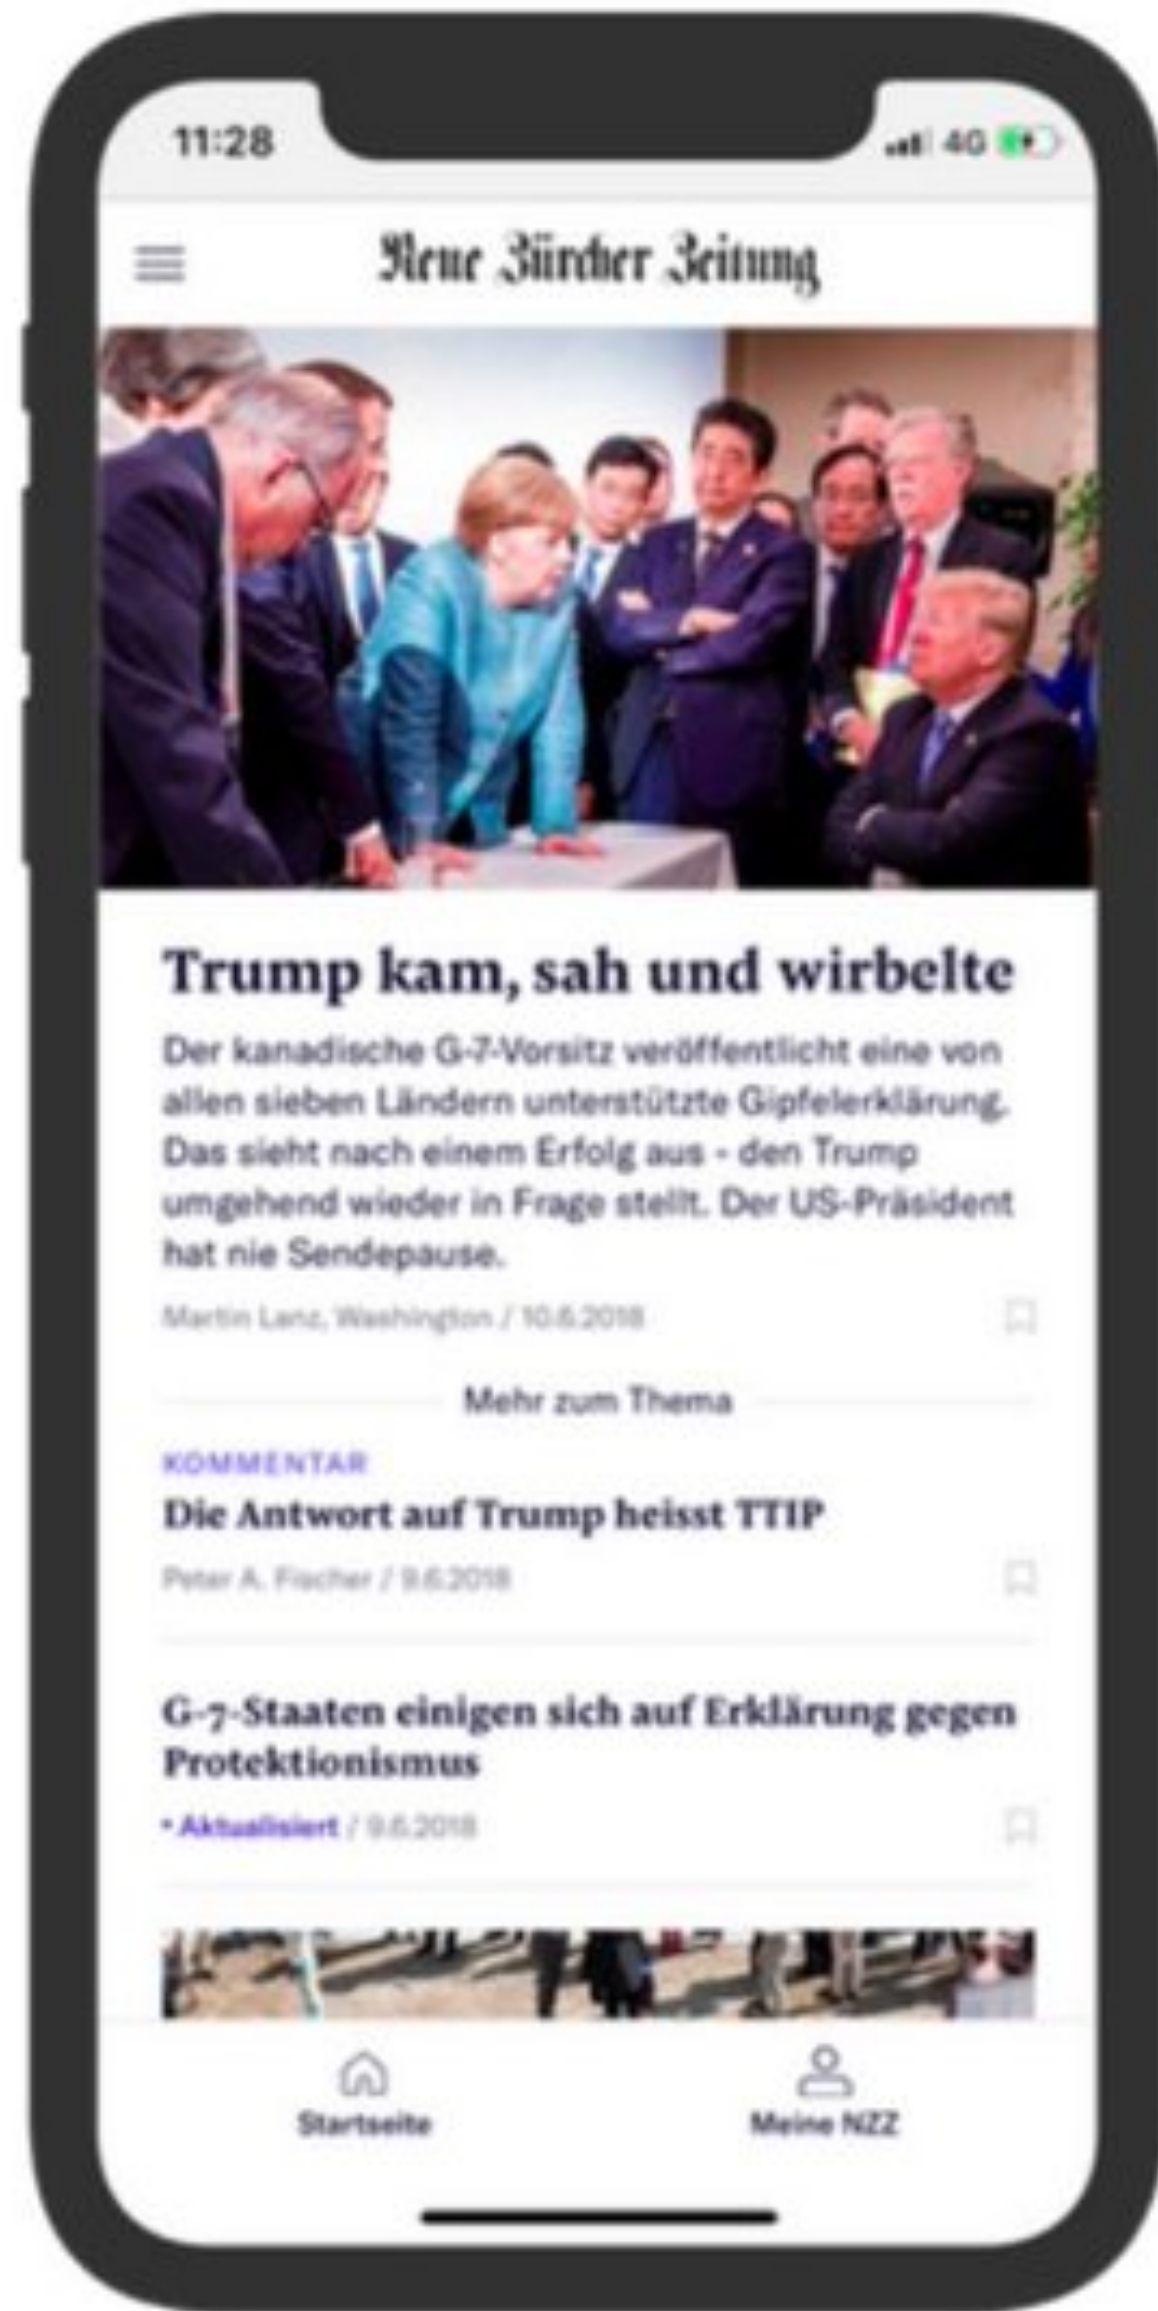 11:28
4G
Neue Zürcher Zeitung
Trump kam, sah und wirbelte
Der kanadische G-7-Vorsitz veröffentlicht eine von
allen sieben Ländern unterstützte Gipfelerklärung.
Das sieht nach einem Erfolg aus - den Trump
umgehend wieder in Frage stellt. Der US-Präsident
hat nie Sendepause.
Martin Lanz, Washington / 10.6.2018
Mehr zum Thema
KOMMENTAR
Die Antwort auf Trump heisst TTIP
Peter A. Fischer / 9.6.2018
G-7-Staaten einigen sich auf Erklärung gegen
Protektionismus
• Aktualisiert / 9.6.2018
Startseite
Meine NZZ